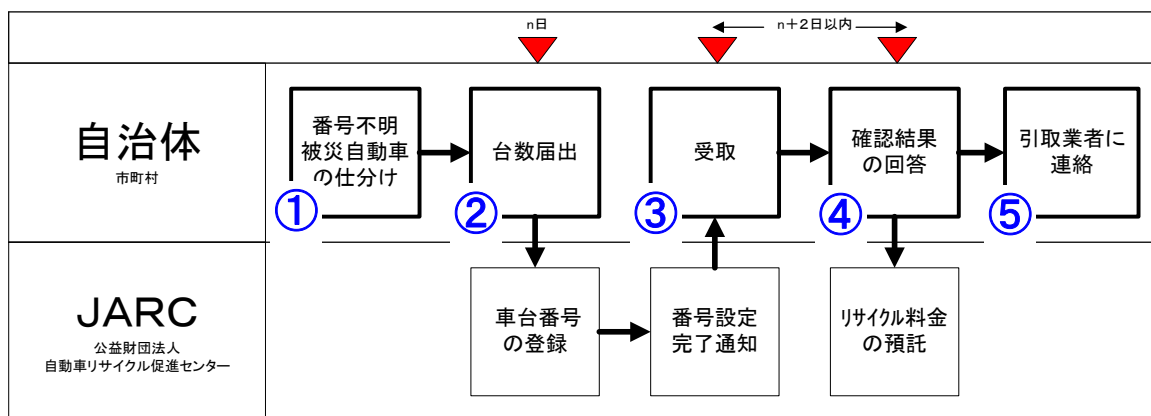 n日
n+2日以内
自治体
市町村
番号不明
被災自動車
の仕分け
①
台数届出
②
受取
③
確認結果
の回答
④
引取業者に
連絡
⑤
JARC
公益財団法人
自動車リサイクル促進センター
車台番号
の登録
番号設定
完了通知
ﾘｻｲｸﾙ料金
の預託